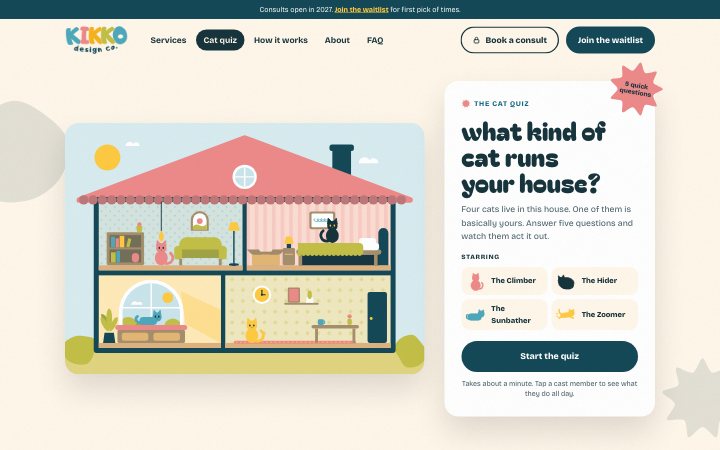 Consults open in 2027. Join the waitlist for first pick of times.
KIKKO
design co.
Services
Cat quiz
How it works
About
FAQ
Book a consult
Join the waitlist
5 quick
questions
THE CAT QUIZ
what kind of
cat runs
your house?
Four cats live in this house. One of them is
basically yours. Answer five questions and
watch them act it out.
STARRING
The Climber
The Hider
The
Sunbather
The Zoomer
Start the quiz
Takes about a minute. Tap a cast member to see what
they do all day.